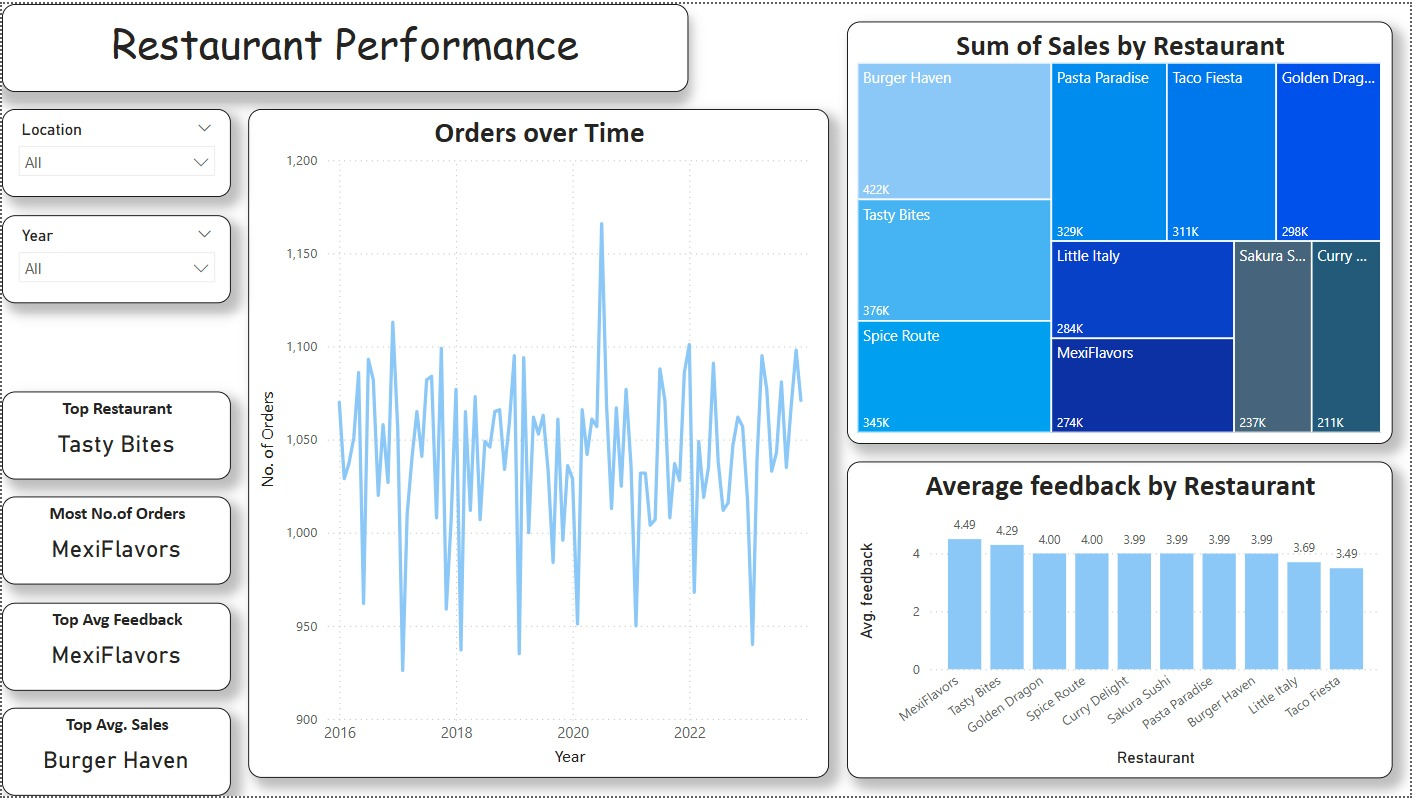 Restaurant Performance
Location
All
Year
All
Top Restaurant
Tasty Bites
Most No.of Orders
MexiFlavors
Top Avg Feedback
MexiFlavors
Top Avg. Sales
Burger Haven
Orders over Time
1,200
1,150
1,100
1,050
1,000
950
900
No. of Orders
2016
2018
2020
2022
Year
Sum of Sales by Restaurant
Burger Haven
422K
Tasty Bites
376K
Spice Route
345K
Pasta Paradise
329K
Taco Fiesta
311K
Golden Drag...
298K
Little Italy
284K
MexiFlavors
274K
Sakura S...
237K
Curry ...
211K
Average feedback by Restaurant
Avg. feedback
4
2
0
4.49
4.29
4.00
4.00
3.99
3.99
3.99
3.99
3.69
3.49
MexiFlavors
Tasty Bites
Golden Dragon
Spice Route
Curry Delight
Sakura Sushi
Pasta Paradise
Burger Haven
Little Italy
Taco Fiesta
Restaurant